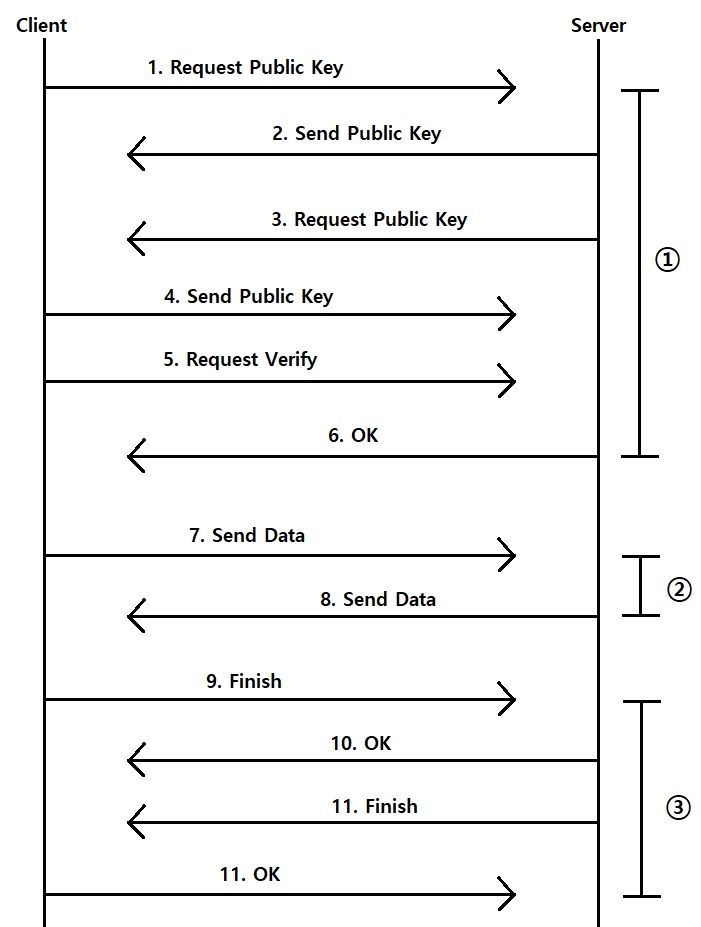 Client
Server
1. Request Public Key
2. Send Public Key
3. Request Public Key
①
4. Send Public Key
5. Request Verify
6. OK
7. Send Data
②
8. Send Data
9. Finish
10. OK
11. Finish
③
11. OK